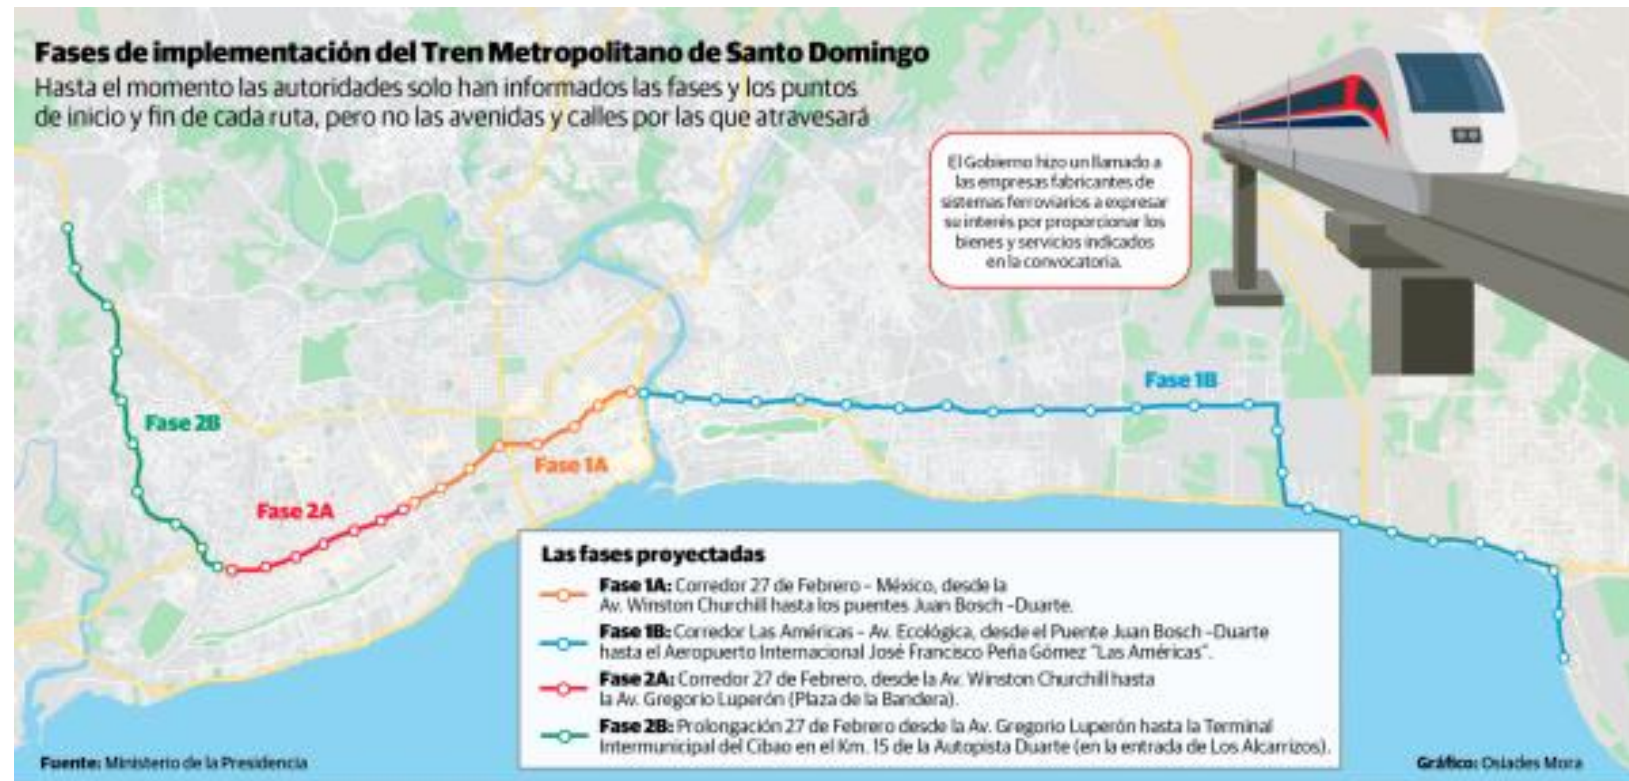 Fases de implementación del Tren Metropolitano de Santo Domingo
Hasta el momento las autoridades solo han informados las fases y los puntos
de inicio y fin de cada ruta, pero no las avenidas y calles por las que atravesará
El Gobierno hizo un llamado a
las empresas fabricantes de
sistemas ferroviarios a expresar
su interés por proporcionar los
bienes y servicios indicados
en la convocatoria.
Fase 1B
Fase 2B
Fase 1A
Fase 2A
Las fases proyectadas
Fase 1A: Corredor 27 de Febrero - México, desde la
Av. Winston Churchill hasta los puentes Juan Bosch -Duarte.
Fase 1B: Corredor Las Américas - Av. Ecológica, desde el Puente Juan Bosch -Duarte
hasta el Aeropuerto Internacional José Francisco Peña Gómez "Las Américas".
Fase 2A: Corredor 27 de Febrero, desde la Av. Winston Churchill hasta
la Av. Gregorio Luperón (Plaza de la Bandera).
Fase 2B: Prolongación 27 de Febrero desde la Av. Gregorio Luperón hasta la Terminal
Intermunicipal del Cibao en el Km. 15 de la Autopista Duarte (en la entrada de Los Alcarrizos).
Fuente: Ministerio de la Presidencia
Gráfico: Osiades Mora